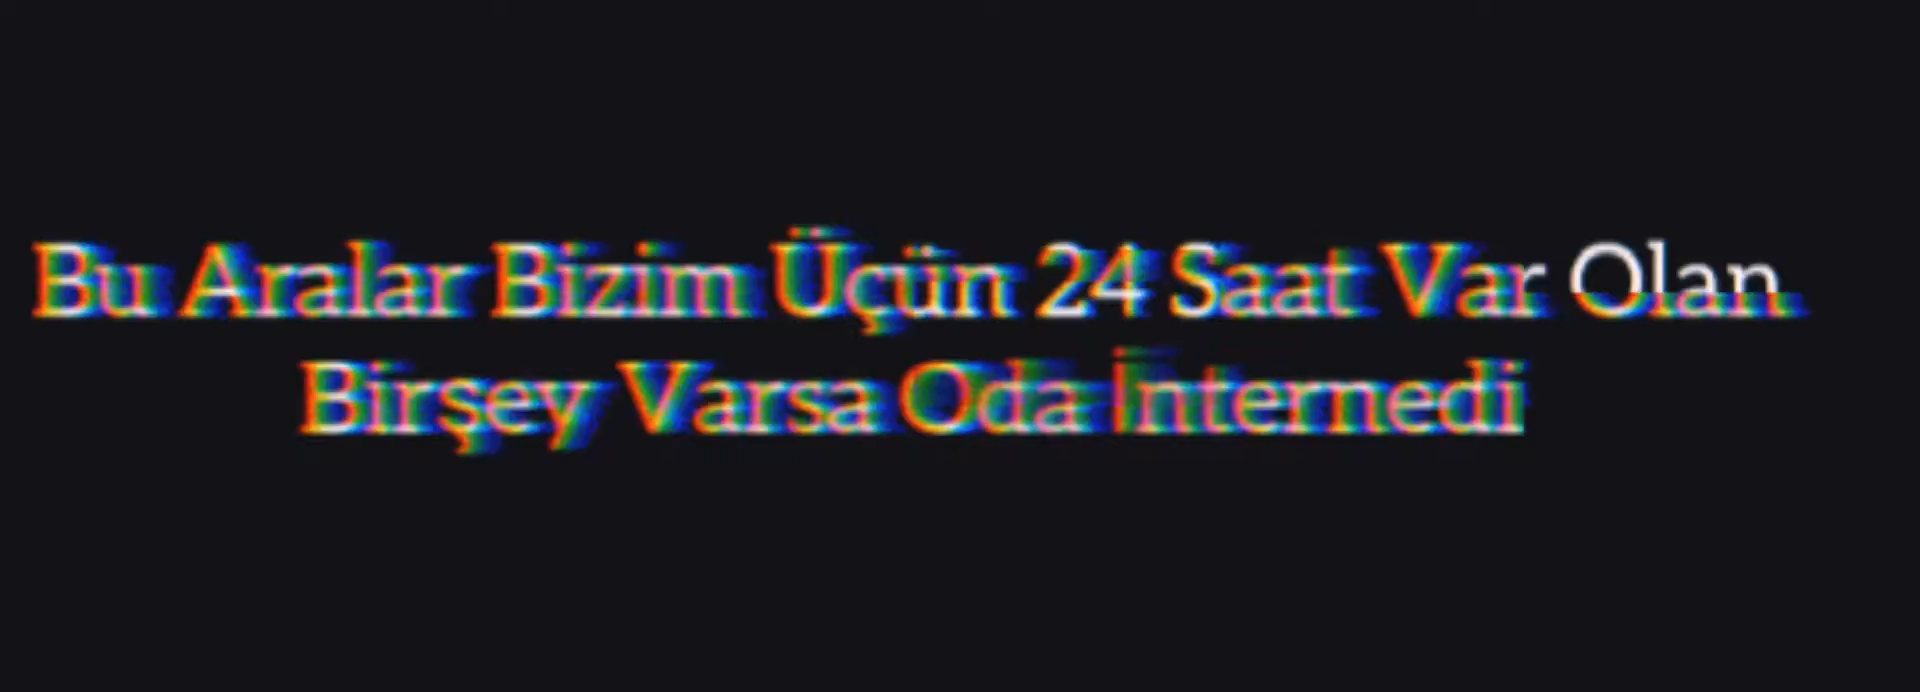 Bu Aralar Bizim Üçün 24 Saat Var Olan
Birşey Varsa Oda İnternedi